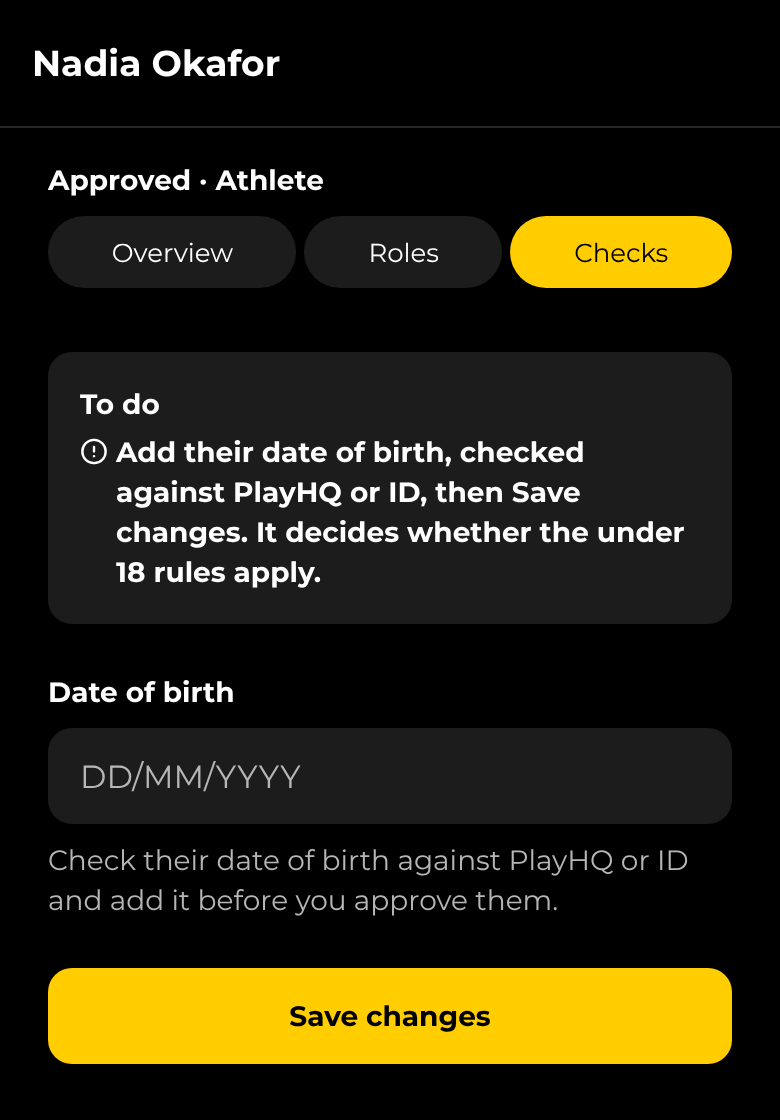 Nadia Okafor
Approved · Athlete
Overview
Roles
Checks
To do
Add their date of birth, checked
against PlayHQ or ID, then Save
changes. It decides whether the under
18 rules apply.
Date of birth
DD/MM/YYYY
Check their date of birth against PlayHQ or ID
and add it before you approve them.
Save changes